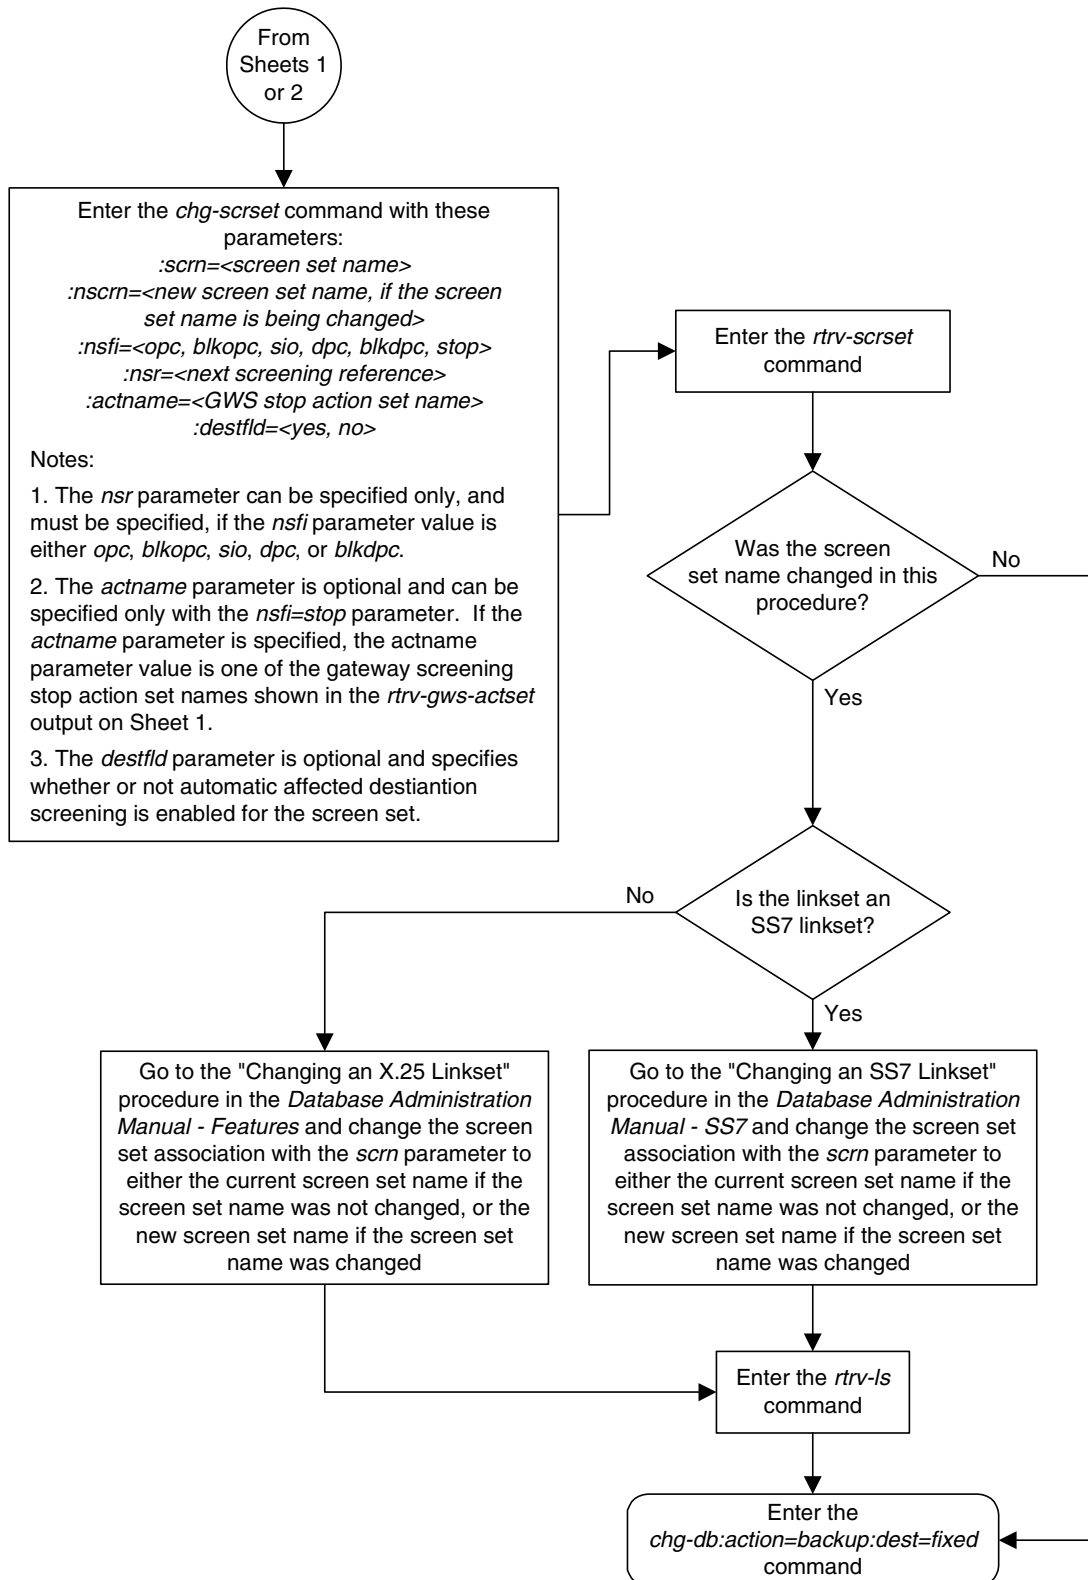 From
Sheets 1
or 2
Enter the chg-scrset command with these
parameters:
:scrn=<screen set name>
:nscrn=<new screen set name, if the screen
set name is being changed>
:nsfi=<opc, blkopc, sio, dpc, blkdpc, stop>
:nsr=<next screening reference>
:actname=<GWS stop action set name>
:destfld=<yes, no>
Notes:
1. The nsr parameter can be specified only, and
must be specified, if the nsfi parameter value is
either opc, blkopc, sio, dpc, or blkdpc.
2. The actname parameter is optional and can be
specified only with the nsfi=stop parameter. If the
actname parameter is specified, the actname
parameter value is one of the gateway screening
stop action set names shown in the rtrv-gws-actset
output on Sheet 1.
3. The destfld parameter is optional and specifies
whether or not automatic affected destiantion
screening is enabled for the screen set.
Enter the rtrv-scrset
command
Was the screen
set name changed in this
procedure?
No
Yes
Is the linkset an
SS7 linkset?
No
Yes
Go to the "Changing an X.25 Linkset"
procedure in the Database Administration
Manual - Features and change the screen
set association with the scrn parameter to
either the current screen set name if the
screen set name was not changed, or the
new screen set name if the screen set
name was changed
Go to the "Changing an SS7 Linkset"
procedure in the Database Administration
Manual - SS7 and change the screen set
association with the scrn parameter to
either the current screen set name if the
screen set name was not changed, or the
new screen set name if the screen set
name was changed
Enter the rtrv-ls
command
Enter the
chg-db:action=backup:dest=fixed
command